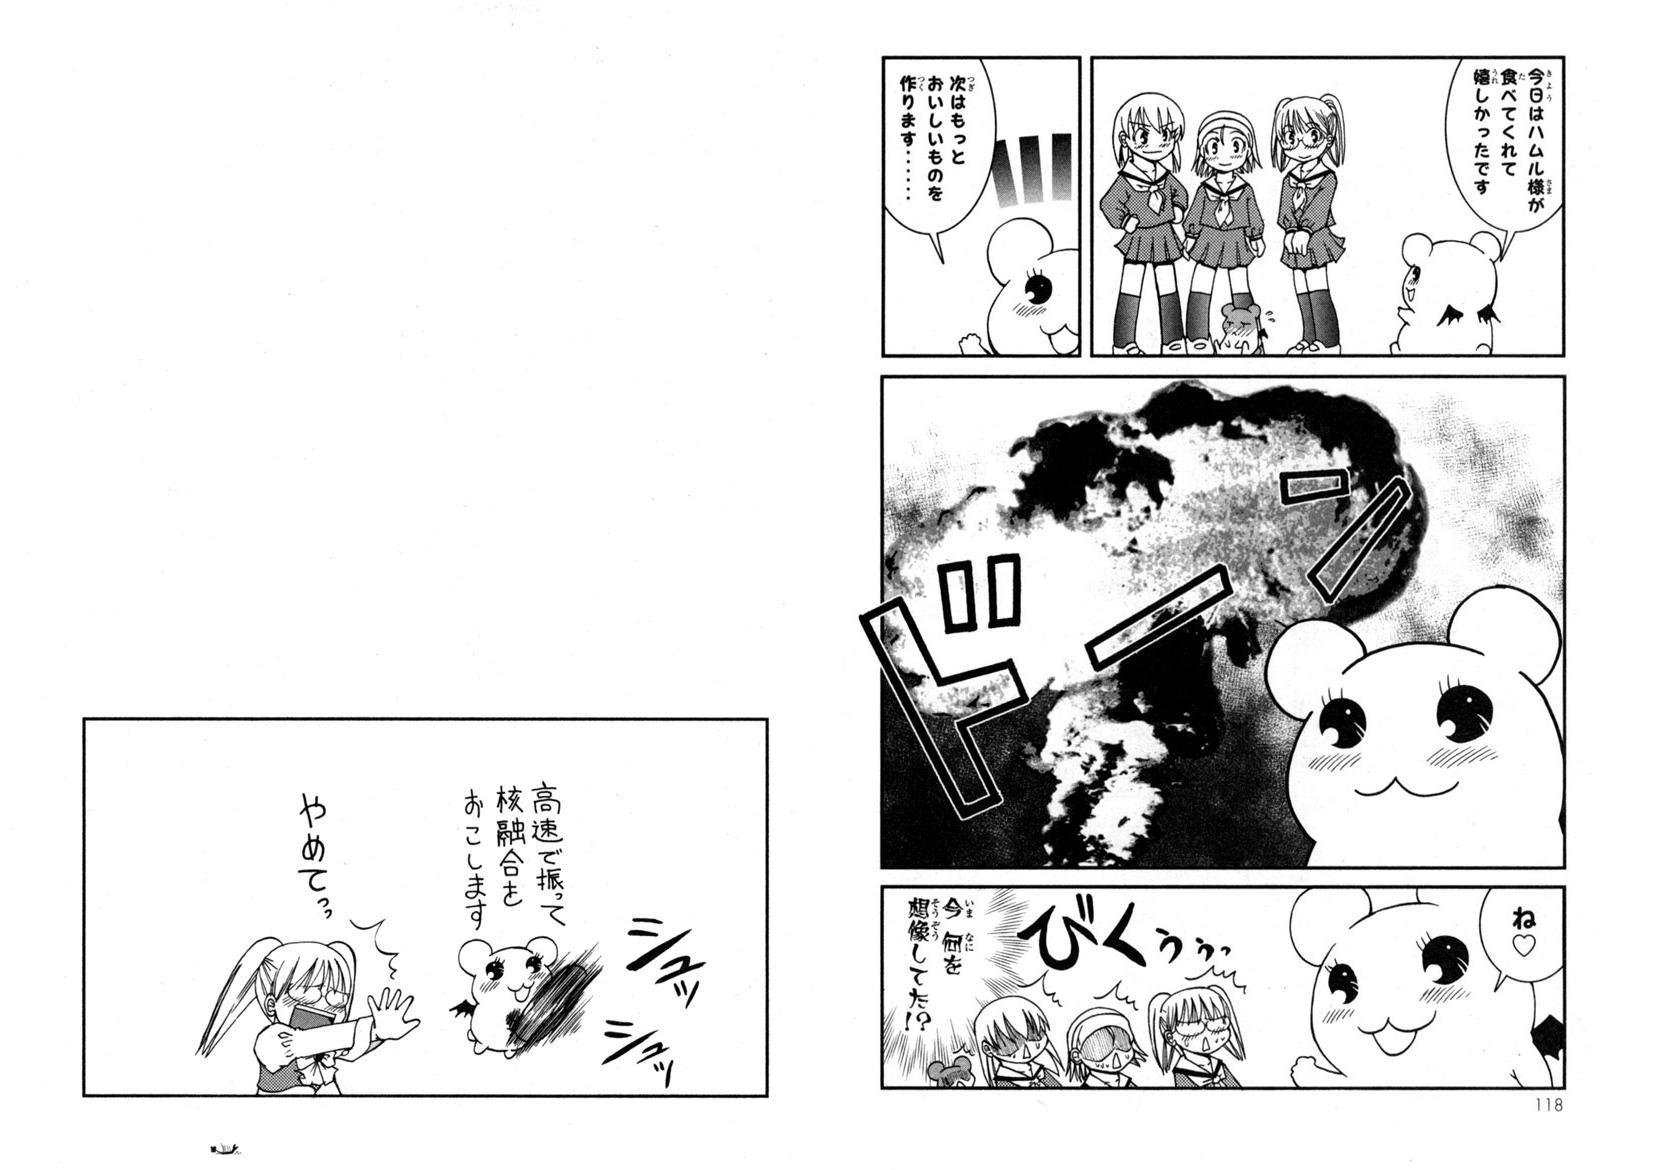 今日はハムル様が
食べてくれて
嬉しかったです
次はもっと
おいしいものを
作ります‥‥‥
ドーン
ね♡
びくぅぅっ
今何を
想像してた!?
118
高速で振って
核融合を
おこします
シュッ
シュッ
やめてっっ